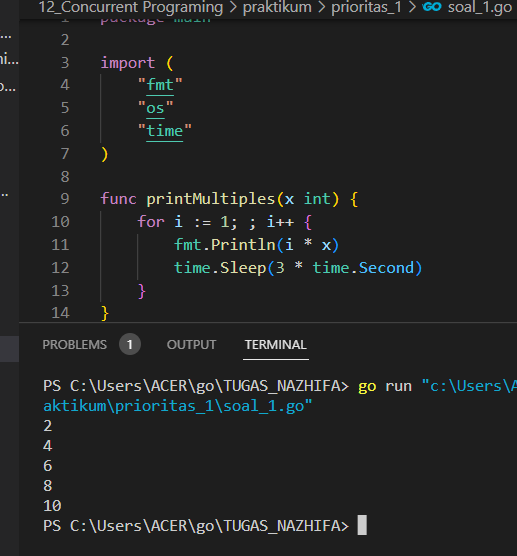 12_Concurrent Programing > praktikum > prioritas_1 > GO soal_1.go
1 package main
2
3 import (
4 "fmt"
5 "os"
6 "time"
7 )
8
9 func printMultiples(x int) {
10 for i := 1; ; i++ {
11 fmt.Println(i * x)
12 time.Sleep(3 * time.Second)
13 }
14 }
PROBLEMS 1 OUTPUT TERMINAL
PS C:\Users\ACER\go\TUGAS_NAZHIFA> go run "c:\Users\A
aktikum\prioritas_1\soal_1.go"
2
4
6
8
10
PS C:\Users\ACER\go\TUGAS_NAZHIFA>